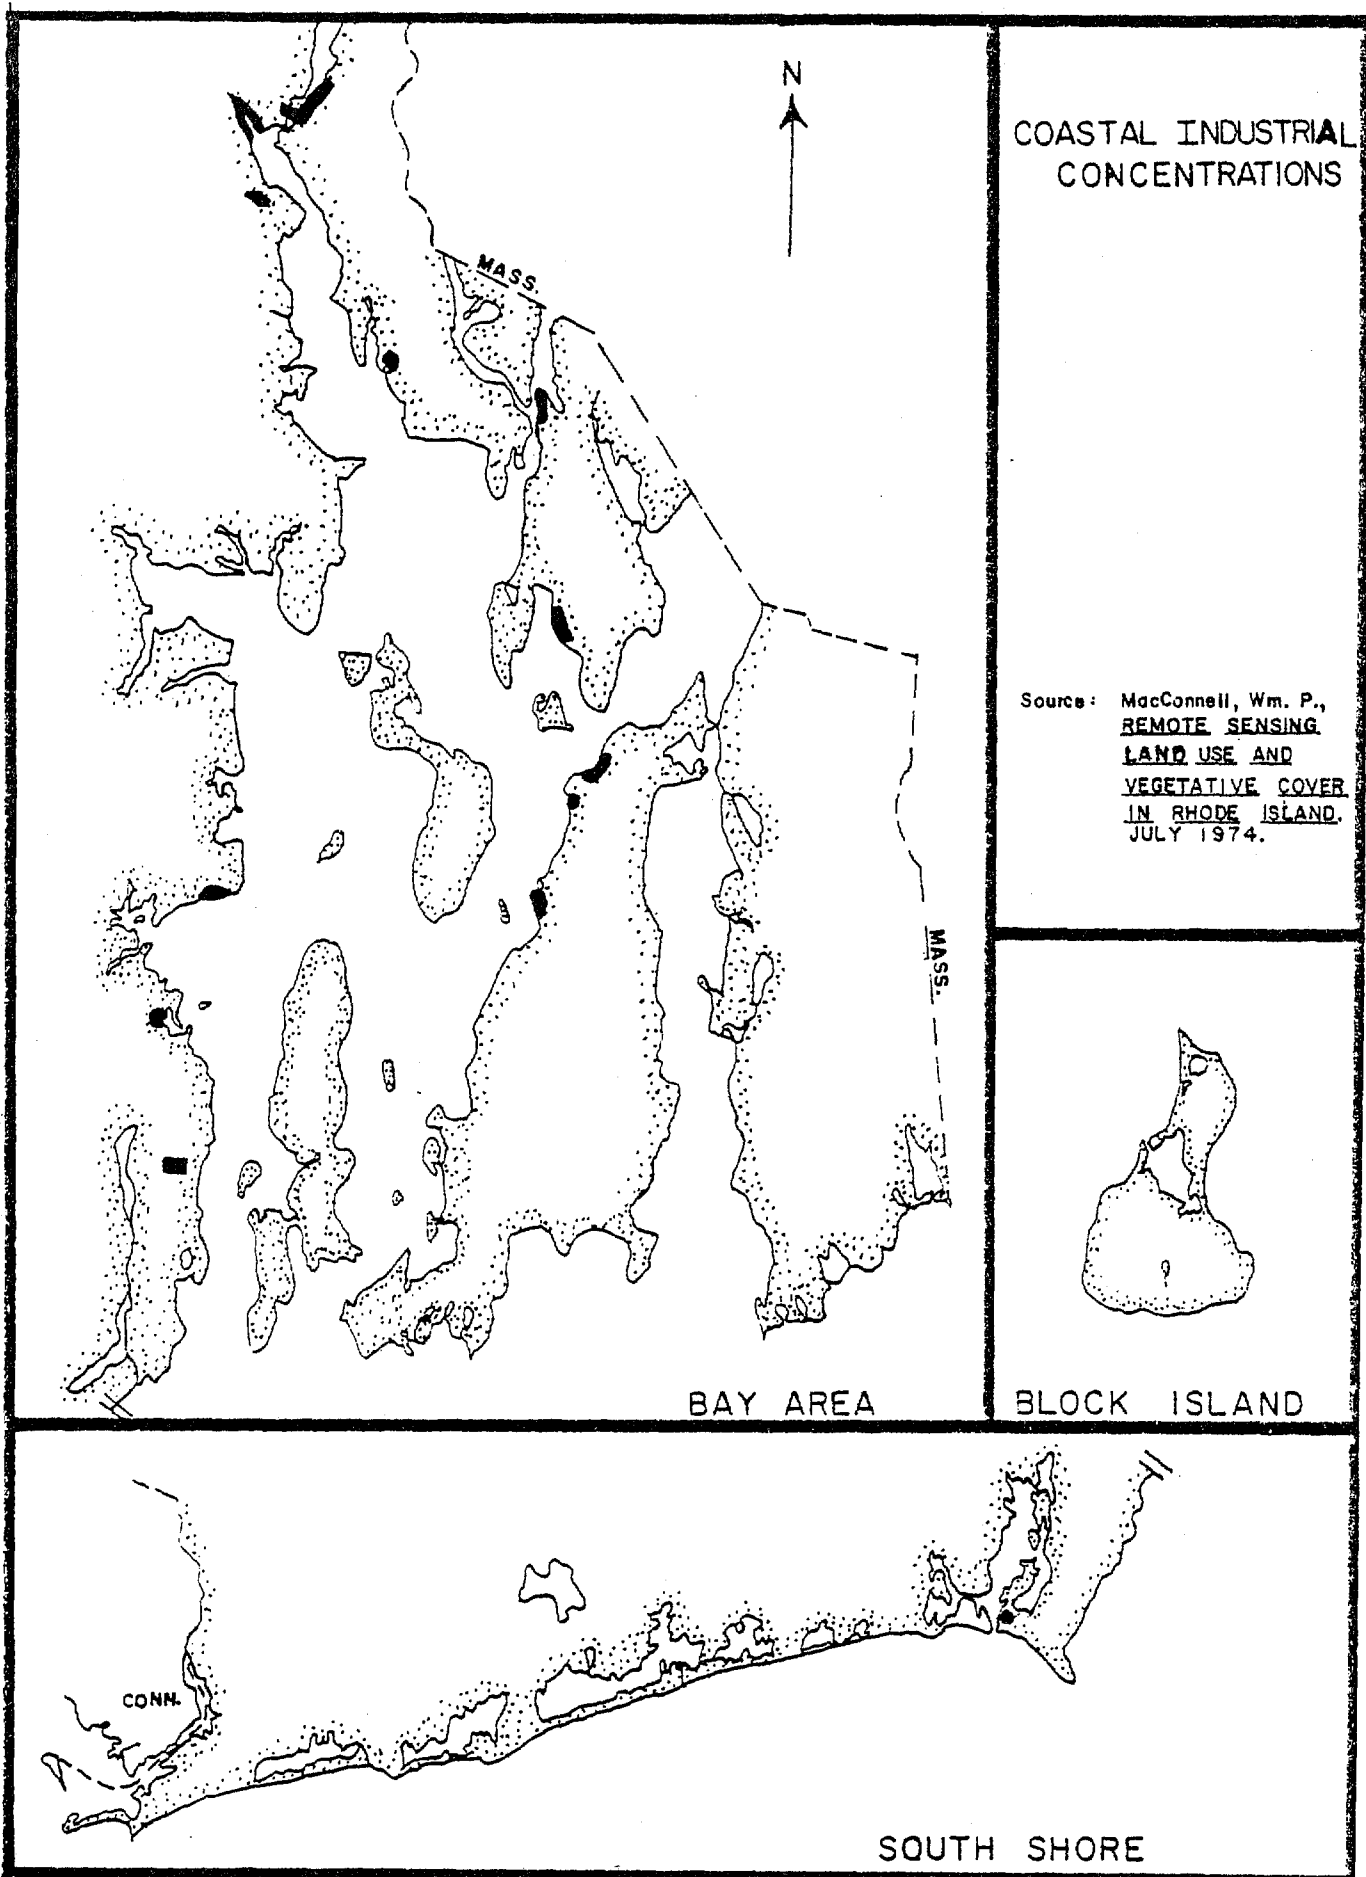 N
COASTAL INDUSTRIAL
CONCENTRATIONS
MASS.
Source: MacConnell, Wm. P.,
REMOTE SENSING
LAND USE AND
VEGETATIVE COVER
IN RHODE ISLAND.
JULY 1974.
MASS.
BAY AREA
BLOCK ISLAND
CONN.
SOUTH SHORE